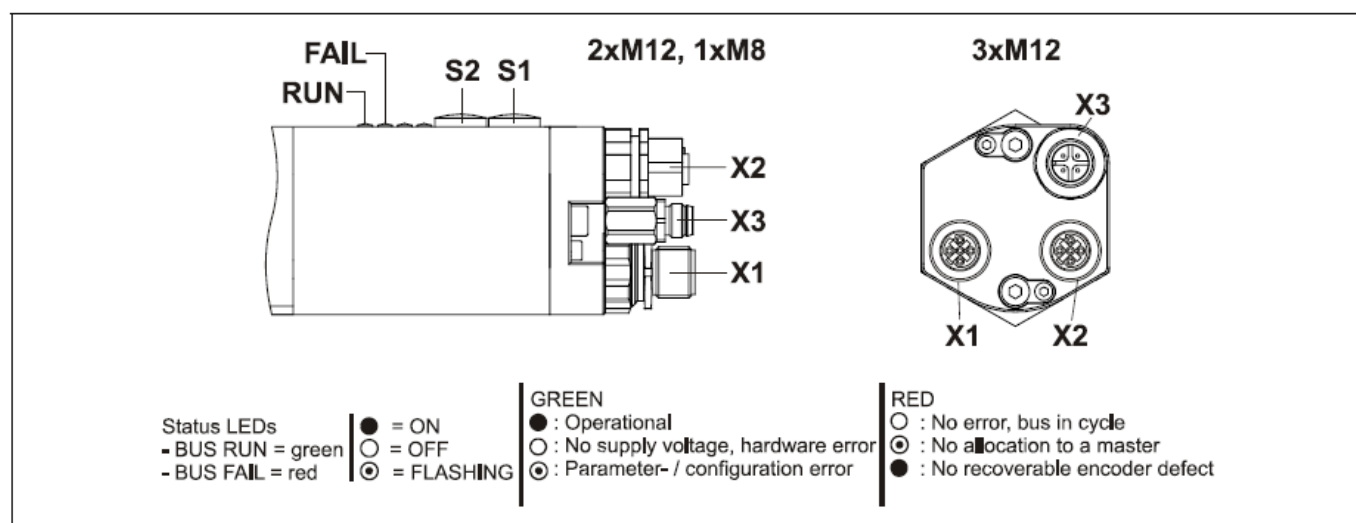 2xM12, 1xM8
3xM12
FAIL
RUN
S2 S1
X2
X3
X1
X3
X1
X2
Status LEDs
- BUS RUN = green
- BUS FAIL = red
● = ON
○ = OFF
◉ = FLASHING
GREEN
● : Operational
○ : No supply voltage, hardware error
◉ : Parameter- / configuration error
RED
○ : No error, bus in cycle
◉ : No allocation to a master
● : No recoverable encoder defect